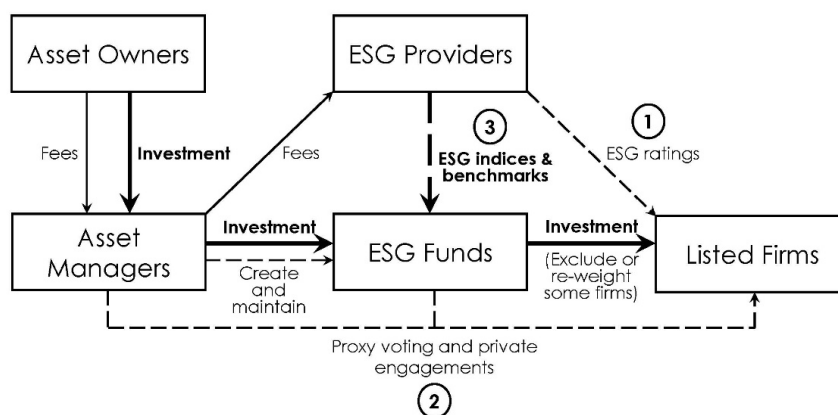 Asset Owners
ESG Providers
1
3
Fees
Investment
Fees
ESG indices &
benchmarks
ESG ratings
Asset
Managers
Investment
Create
and
maintain
ESG Funds
Investment
(Exclude or
re-weight
some firms)
Listed Firms
Proxy voting and private
engagements
2